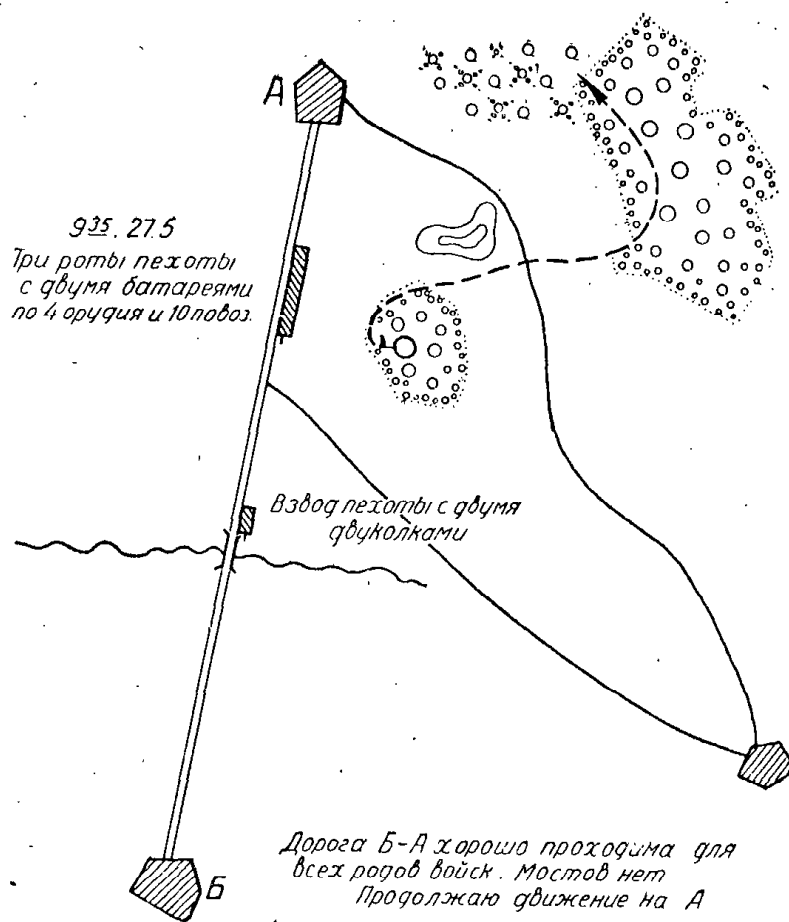 А
9 35. 27.5
Три роты пехоты
с двумя батареями
по 4 орудия и 10 повоз.
Взвод пехоты с двумя
двуколками
Б
Дорога Б-А хорошо проходима для
всех родов войск. Мостов нет
Продолжаю движение на А